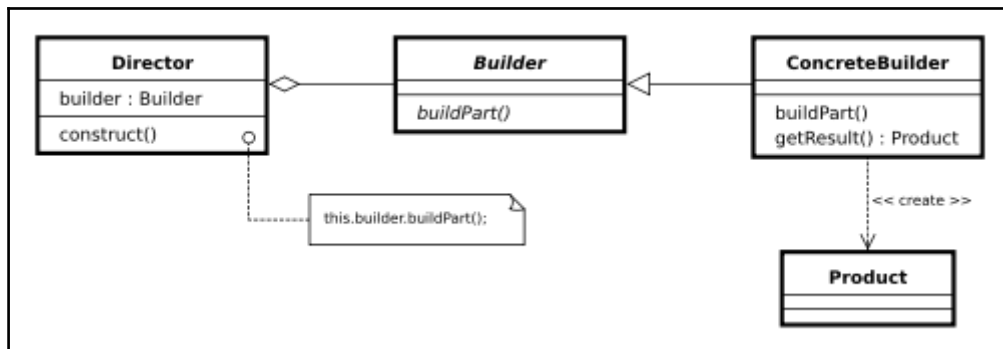 Director
builder : Builder
construct()
this.builder.buildPart();
Builder
buildPart()
ConcreteBuilder
buildPart()
getResult() : Product
<< create >>
Product